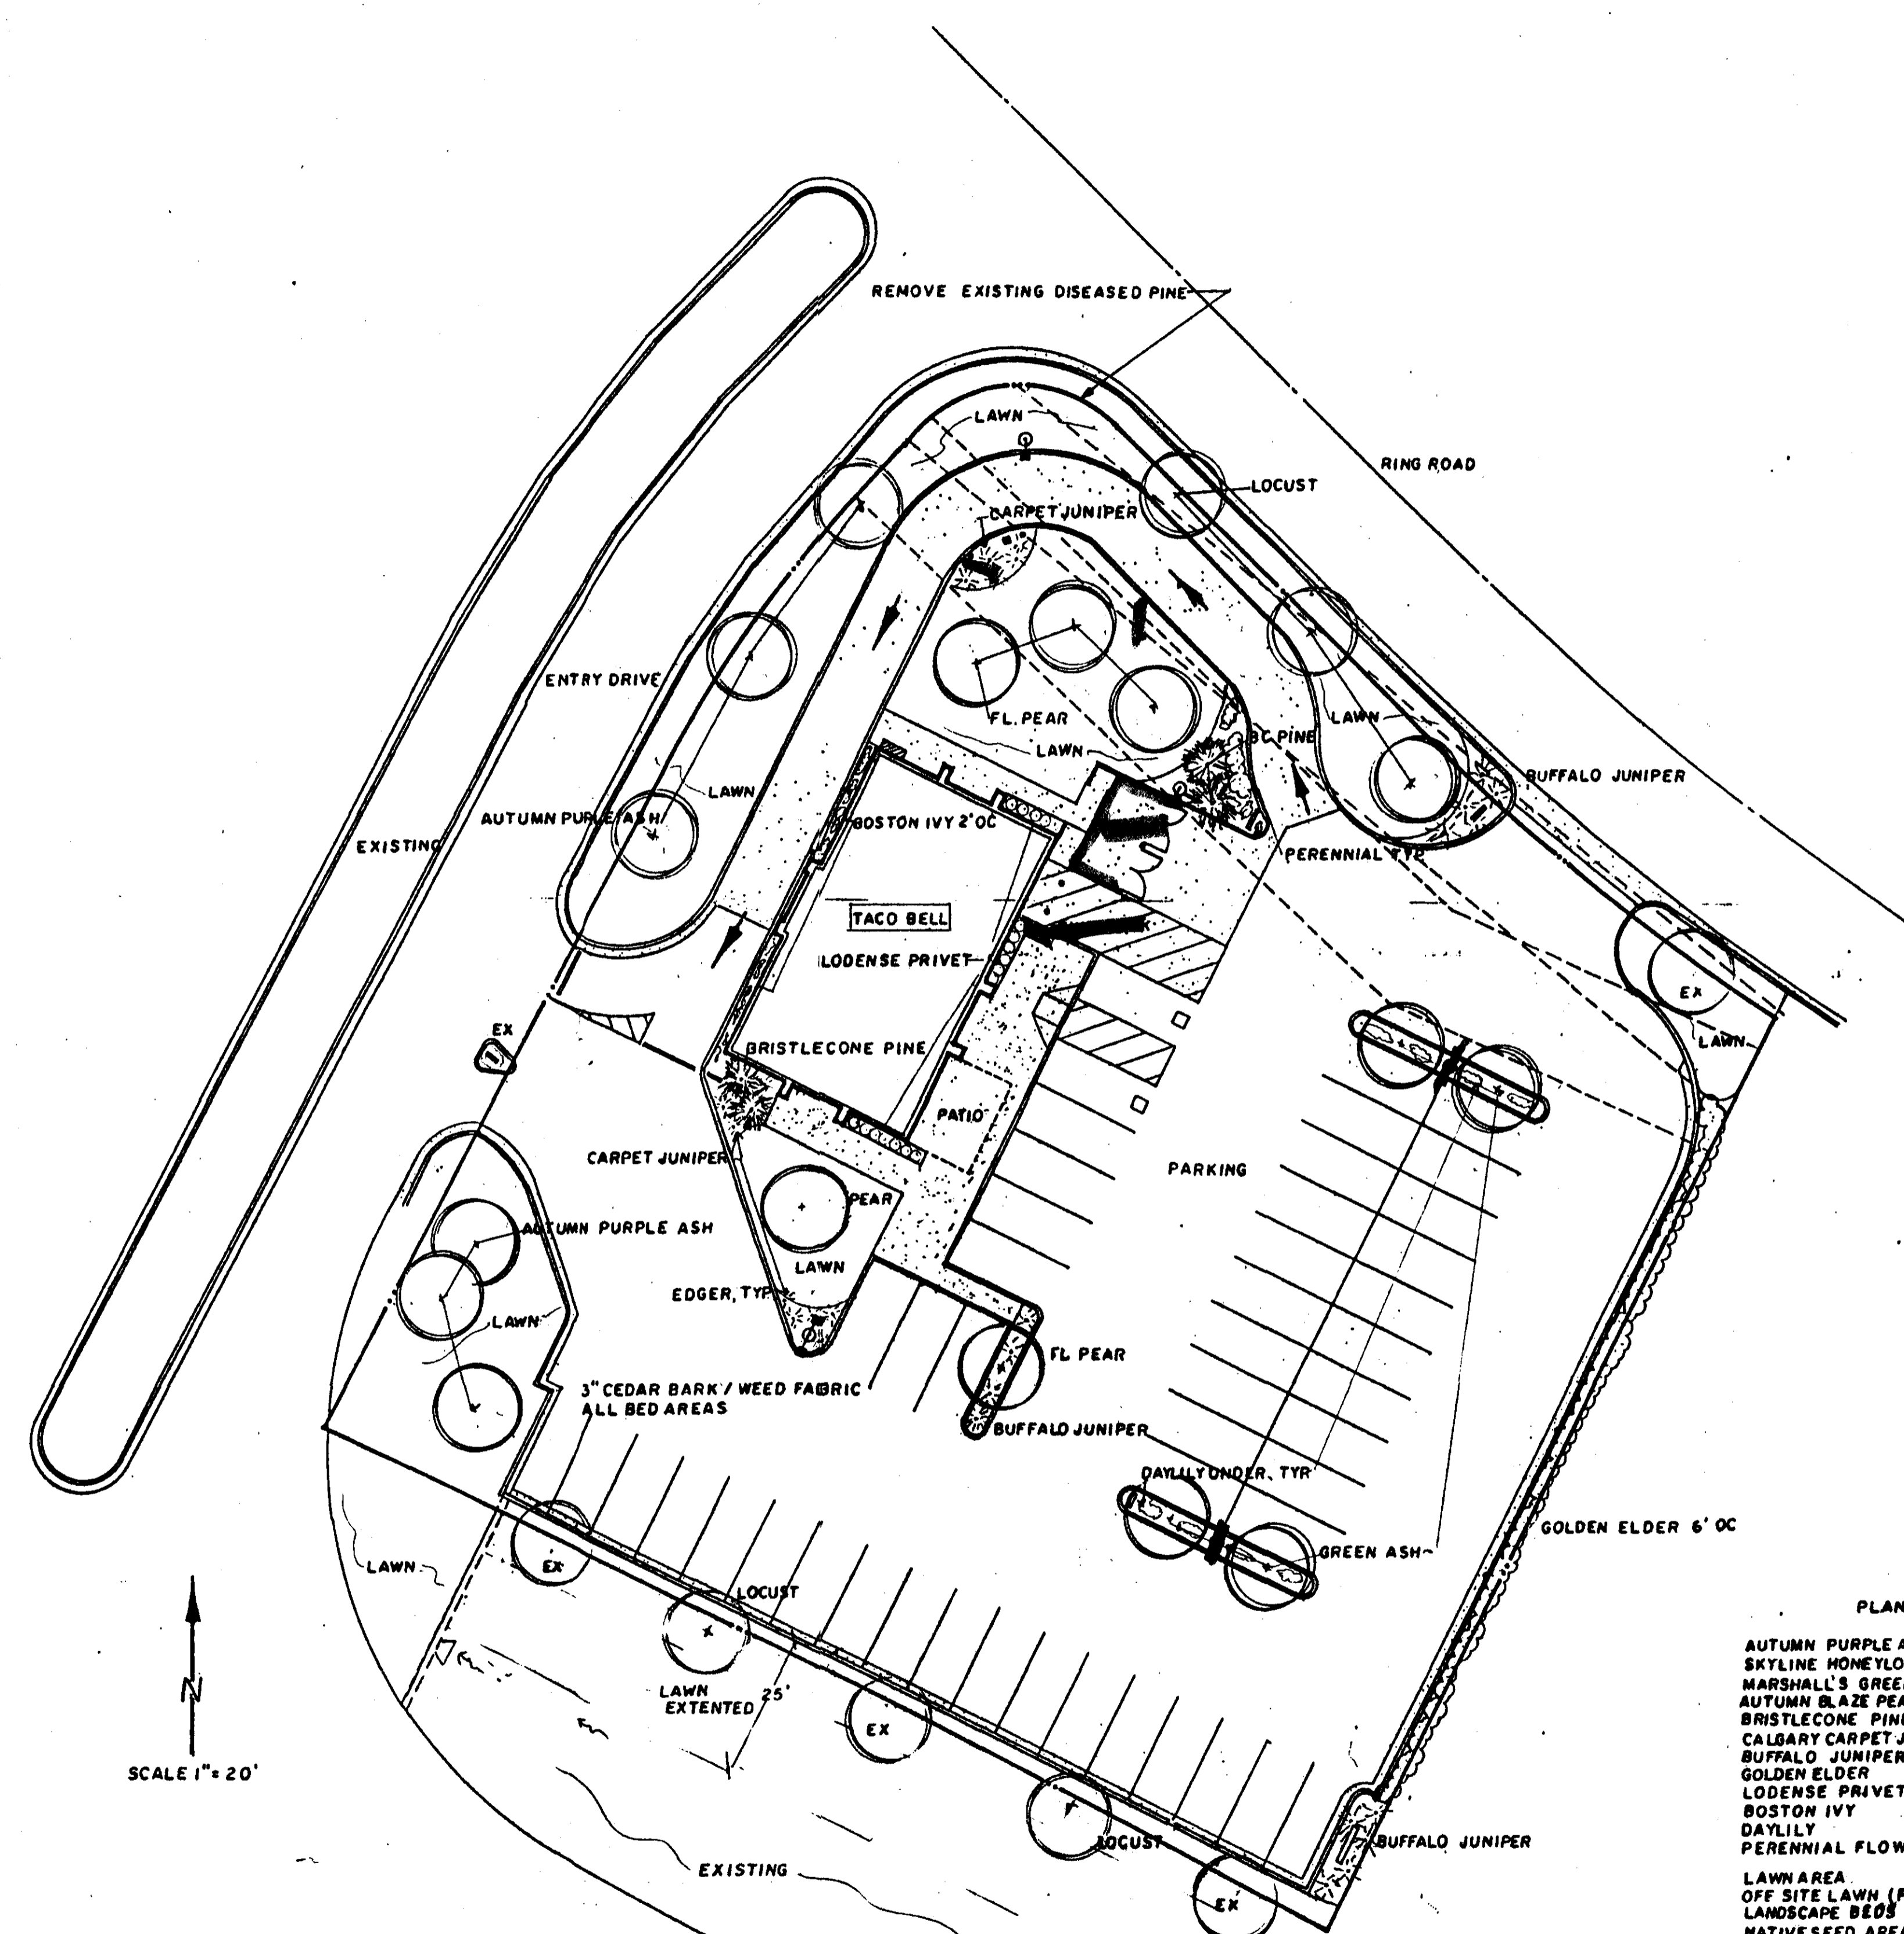 REMOVE EXISTING DISEASED PINE
LAWN
RING ROAD
LOCUST
CARPET JUNIPER
ENTRY DRIVE
FL. PEAR
LAWN
BC PINE
LAWN
BUFFALO JUNIPER
LAWN
AUTUMN PURPLE ASH
BOSTON IVY 2' OC
EXISTING
PERENNIAL TYP
TACO BELL
LODENSE PRIVET
EX
EX
LAWN
BRISTLECONE PINE
PATIO
CARPET JUNIPER
PARKING
PEAR
AUTUMN PURPLE ASH
LAWN
EDGER, TYP
LAWN
FL PEAR
3" CEDAR BARK / WEED FABRIC
ALL BED AREAS
BUFFALO JUNIPER
DAYLILY UNDER, TYP
GOLDEN ELDER 6' OC
GREEN ASH
LAWN
EX
LOCUST
LAWN 25'
EXTENTED
EX
SCALE 1" = 20'
LOCUST
BUFFALO JUNIPER
EXISTING
EX
PLAN
AUTUMN PURPLE A
SKYLINE HONEYLO
MARSHALL'S GREE
AUTUMN BLAZE PEA
BRISTLECONE PIN
CALGARY CARPET J
BUFFALO JUNIPER
GOLDEN ELDER
LODENSE PRIVET
BOSTON IVY
DAYLILY
PERENNIAL FLOW
LAWN AREA
OFF SITE LAWN (
LANDSCAPE BEDS
NATIVE SEED AREA